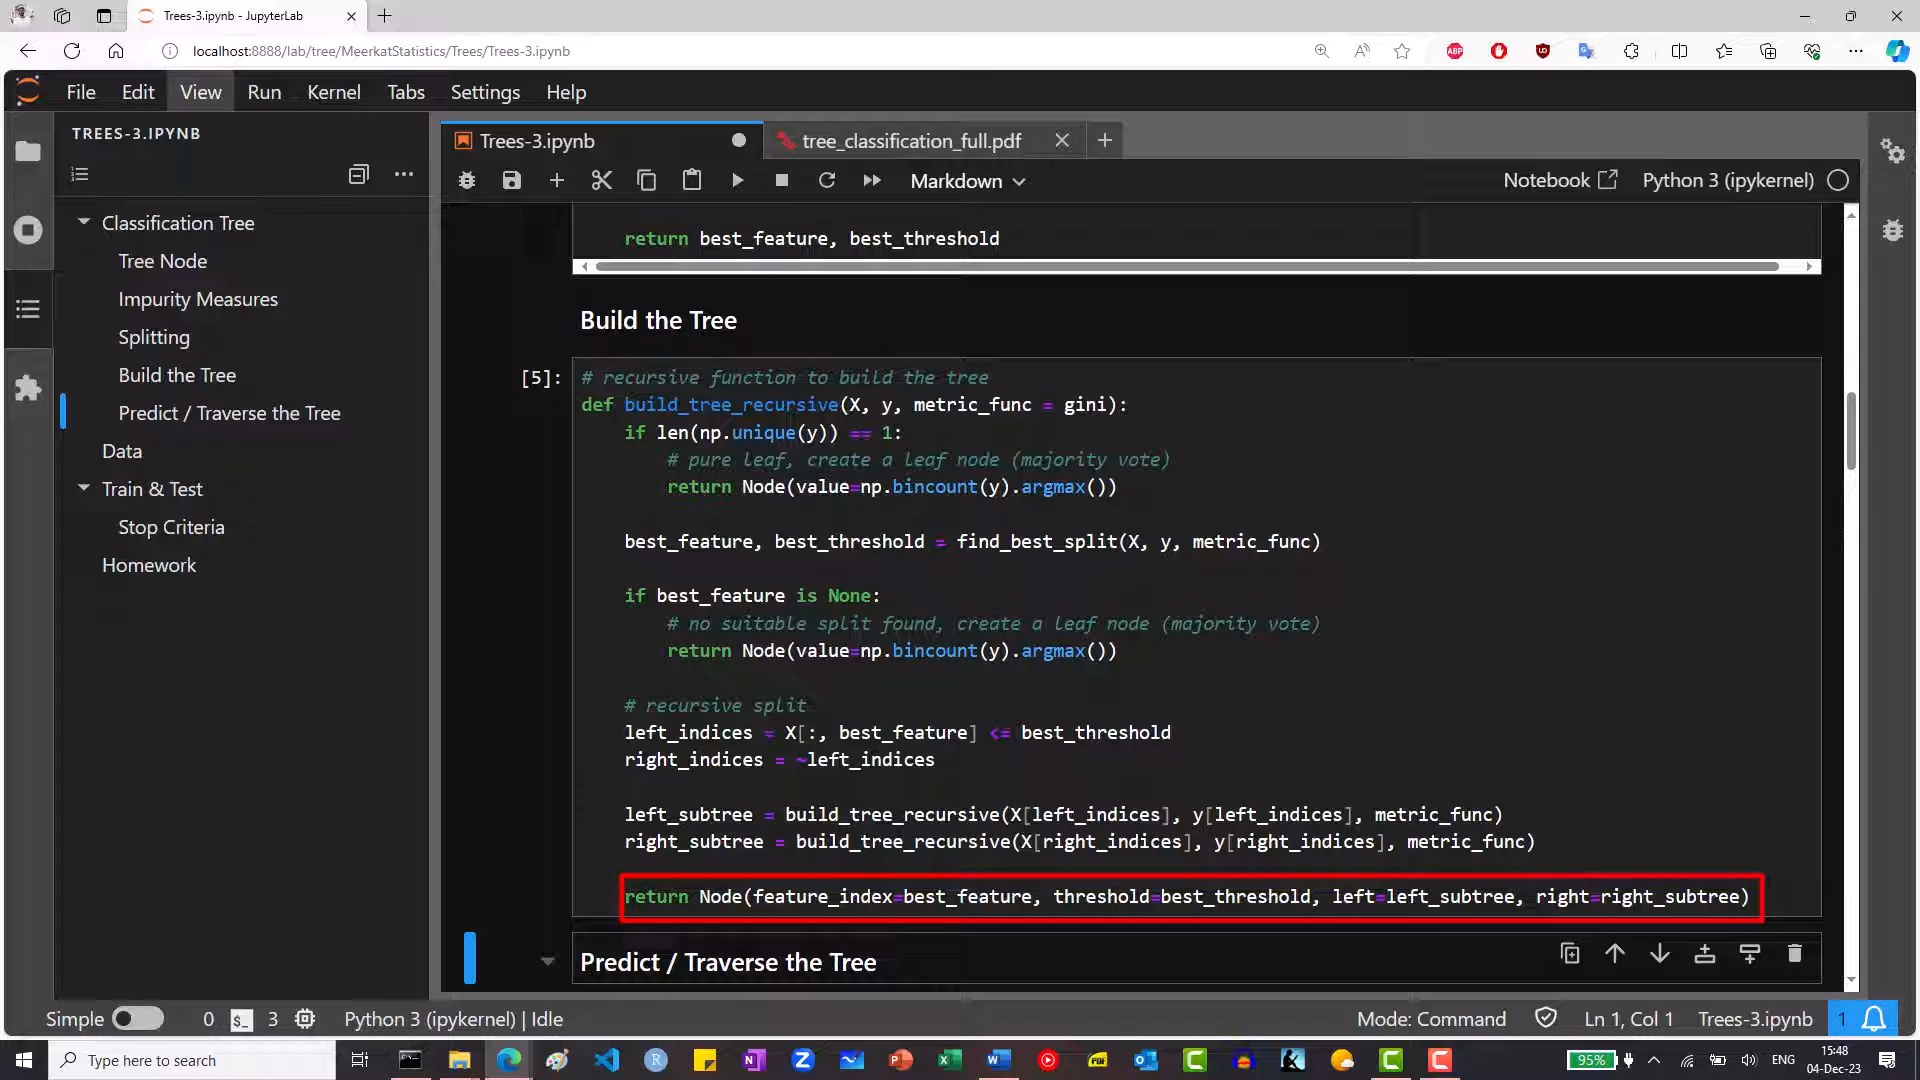 Trees-3.ipynb - JupyterLab
localhost:8888/lab/tree/MeerkatStatistics/Trees/Trees-3.ipynb
File Edit View Run Kernel Tabs Settings Help
TREES-3.IPYNB
Classification Tree
Tree Node
Impurity Measures
Splitting
Build the Tree
Predict / Traverse the Tree
Data
Train & Test
Stop Criteria
Homework
Trees-3.ipynb
tree_classification_full.pdf
Markdown
Notebook
Python 3 (ipykernel)
return best_feature, best_threshold
Build the Tree
[5]:
# recursive function to build the tree
def build_tree_recursive(X, y, metric_func = gini):
if len(np.unique(y)) == 1:
# pure leaf, create a leaf node (majority vote)
return Node(value=np.bincount(y).argmax())
best_feature, best_threshold = find_best_split(X, y, metric_func)
if best_feature is None:
# no suitable split found, create a leaf node (majority vote)
return Node(value=np.bincount(y).argmax())
# recursive split
left_indices = X[:, best_feature] <= best_threshold
right_indices = ~left_indices
left_subtree = build_tree_recursive(X[left_indices], y[left_indices], metric_func)
right_subtree = build_tree_recursive(X[right_indices], y[right_indices], metric_func)
return Node(feature_index=best_feature, threshold=best_threshold, left=left_subtree, right=right_subtree)
Predict / Traverse the Tree
Simple 0 3 Python 3 (ipykernel) | Idle
Mode: Command Ln 1, Col 1 Trees-3.ipynb 1
Type here to search
95% ENG
15:48
04-Dec-23